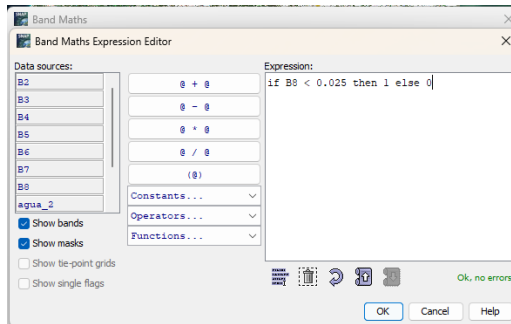 Band Maths
Band Maths Expression Editor
Data sources:
B2
B3
B4
B5
B6
B7
B8
agua_2
Show bands
Show masks
Show tie-point grids
Show single flags
@ + @
@ - @
@ * @
@ / @
(@)
Constants...
Operators...
Functions...
Expression:
if B8 < 0.025 then 1 else 0
Ok, no errors
OK
Cancel
Help